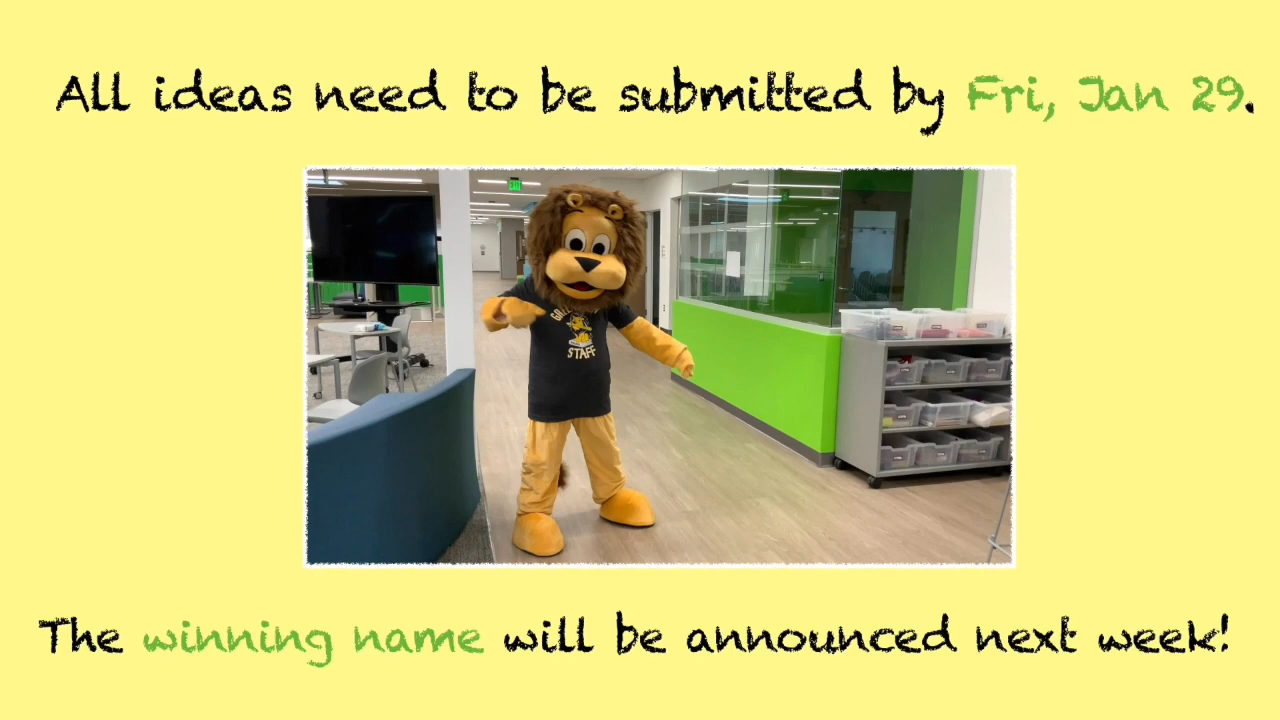 All ideas need to be submitted by Fri, Jan 29.
STAFF
The winning name will be announced next week!